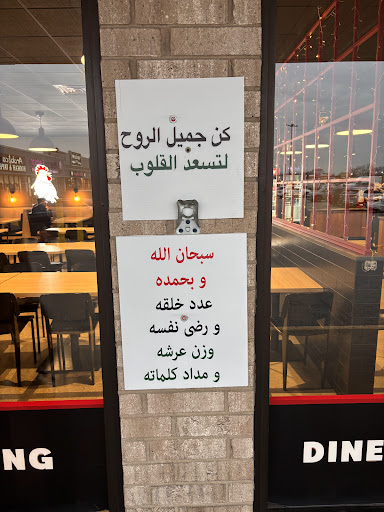 كن جميل الروح
لتسعد القلوب
سبحان الله
و بحمده
عدد خلقه
و رضى نفسه
وزن عرشه
و مداد كلماته
NG
DINE